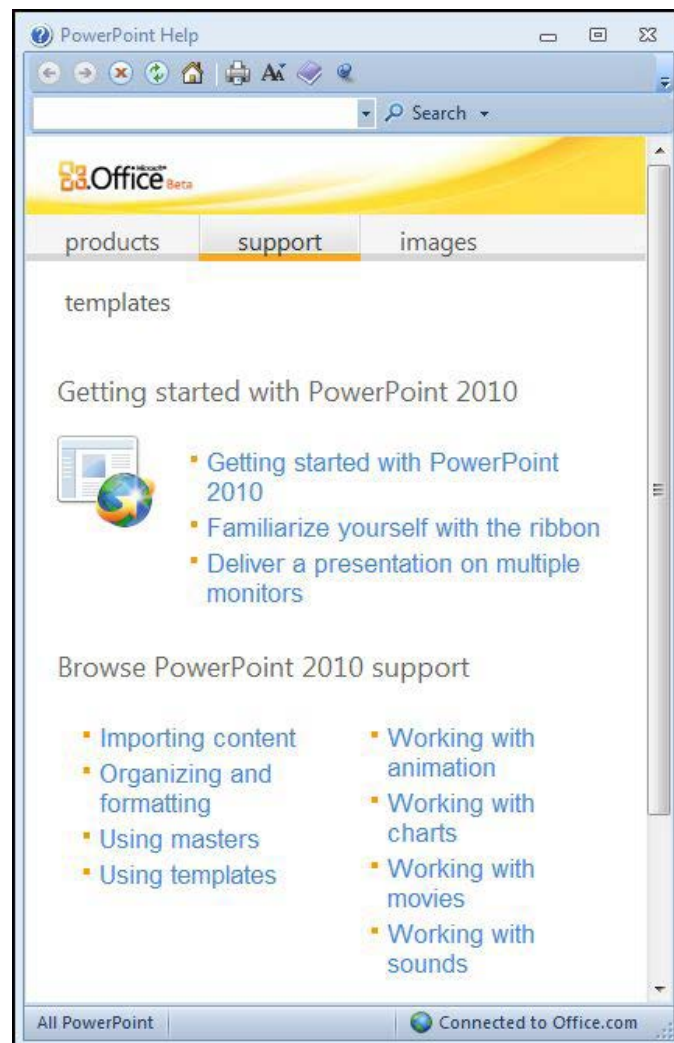 PowerPoint Help
Search
Microsoft®
Office Beta
products support images
templates
Getting started with PowerPoint 2010
Getting started with PowerPoint
2010
Familiarize yourself with the ribbon
Deliver a presentation on multiple
monitors
Browse PowerPoint 2010 support
Importing content
Organizing and
formatting
Using masters
Using templates
Working with
animation
Working with
charts
Working with
movies
Working with
sounds
All PowerPoint
Connected to Office.com